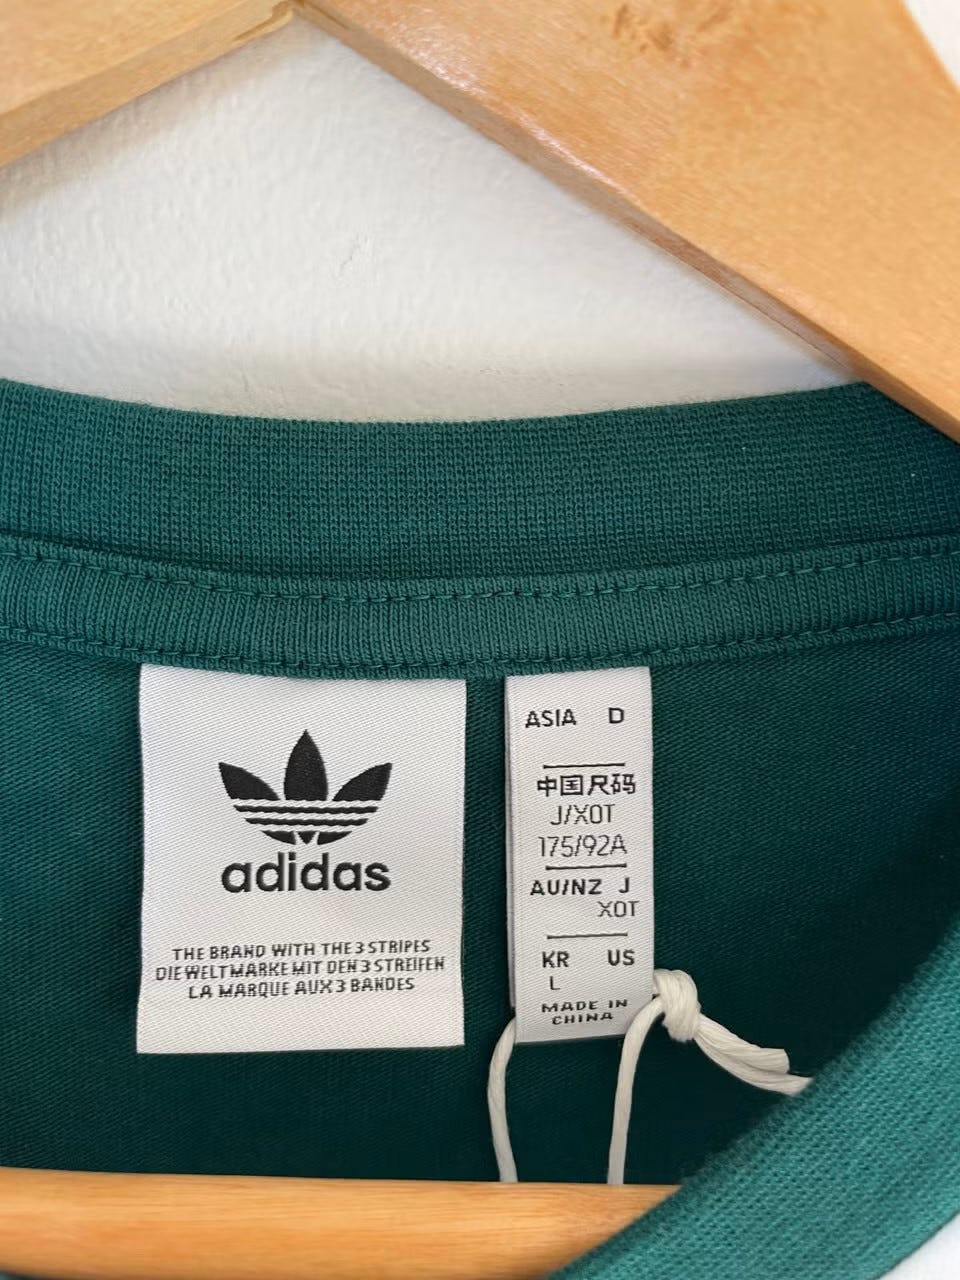 adidas
THE BRAND WITH THE 3 STRIPES
DIE WELTMARKE MIT DEN 3 STREIFEN
LA MARQUE AUX 3 BANDES
ASIA D
中国尺码
J/XOT
175/92A
AU/NZ J
XOT
KR US
L
MADE IN
CHINA